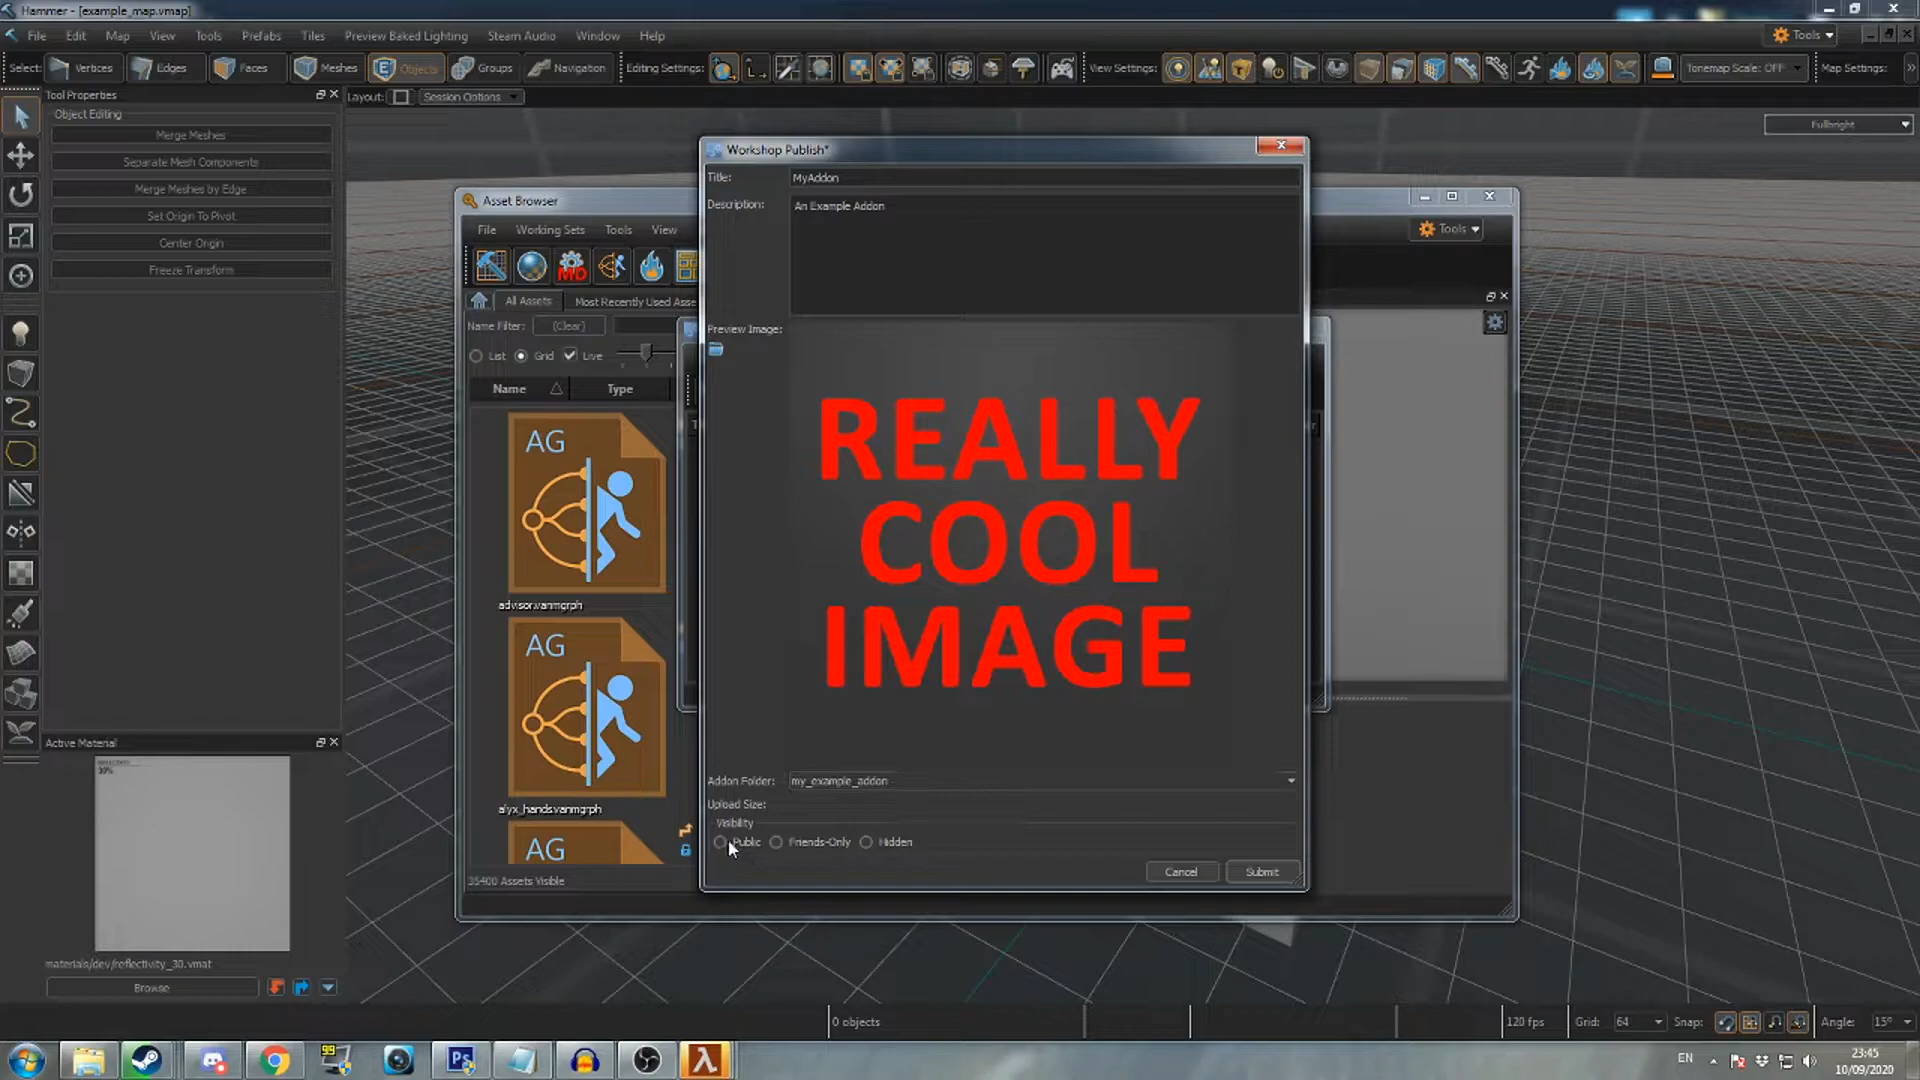 Hammer - [example_map.vmap]
File Edit Map View Tools Prefabs Tiles Preview Baked Lighting Steam Audio Window Help
Tools
Select: Vertices Edges Faces Meshes Objects Groups Navigation Editing Settings: View Settings: Tonemap Scale: OFF Map Settings:
Tool Properties
Layout: Session Options
Object Editing
Merge Meshes
Separate Mesh Components
Merge Meshes by Edge
Set Origin To Pivot
Center Origin
Freeze Transform
Fullbright
Asset Browser
File Working Sets Tools View
Tools
MD
All Assets Most Recently Used Asse
Name Filter: (Clear)
List Grid Live
Name Type
AG
advisor.vanmgrph
AG
alyx_hands.vanmgrph
AG
35400 Assets Visible
Workshop Publish*
Title: MyAddon
Description: An Example Addon
Preview Image:
REALLY
COOL
IMAGE
Addon Folder: my_example_addon
Upload Size:
Visibility
Public Friends-Only Hidden
Cancel Submit
Active Material
30%
materials/dev/reflectivity_30.vmat
Browse
0 objects
120 fps Grid: 64 Snap: Angle: 15°
99
Ps
EN
23:45
10/09/2020